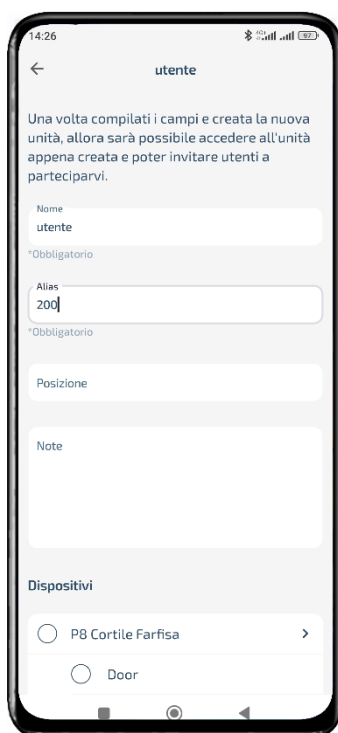 14:26
4G
97
utente
Una volta compilati i campi e creata la nuova
unità, allora sarà possibile accedere all'unità
appena creata e poter invitare utenti a
parteciparvi.
Nome
utente
*Obbligatorio
Alias
200
*Obbligatorio
Posizione
Note
Dispositivi
P8 Cortile Farfisa
Door